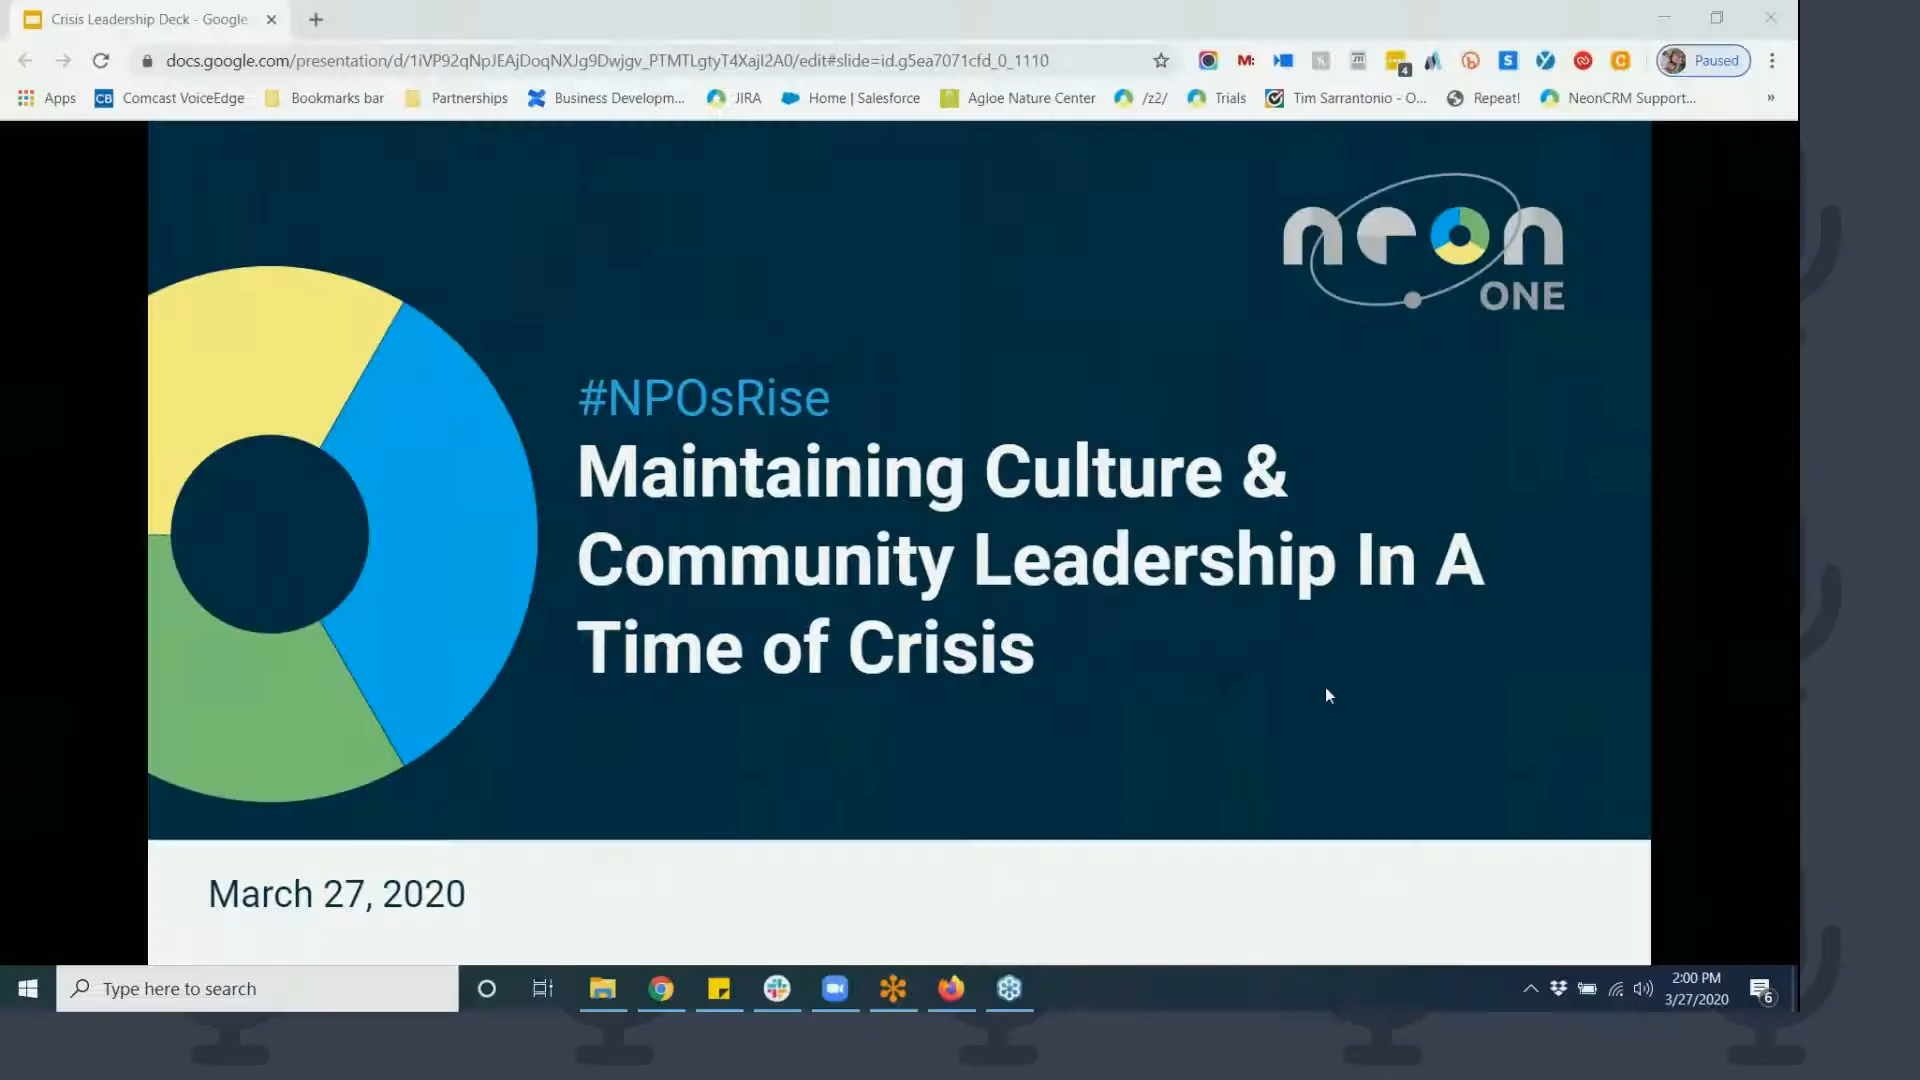 Crisis Leadership Deck - Google
docs.google.com/presentation/d/1iVP92qNpJEAjDoqNXJg9Dwjgv_PTMTLgtyT4XajI2A0/edit#slide=id.g5ea7071cfd_0_1110
M:
4
S
Paused
Apps
CB Comcast VoiceEdge
Bookmarks bar
Partnerships
Business Developm...
JIRA
Home | Salesforce
Agloe Nature Center
/z2/
Trials
Tim Sarrantonio - O...
Repeat!
NeonCRM Support...
»
neon
ONE
#NPOsRise
Maintaining Culture &
Community Leadership In A
Time of Crisis
March 27, 2020
Type here to search
2:00 PM
3/27/2020
6